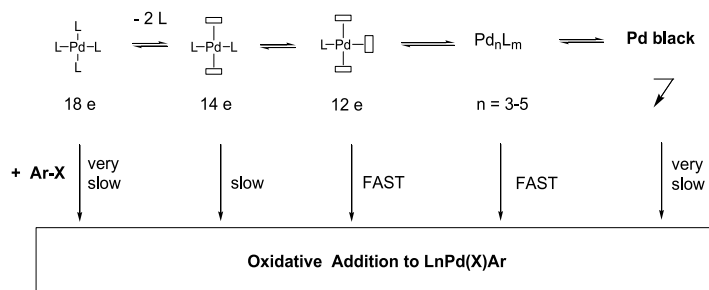 - 2 L
L L
L-Pd-L L-Pd-L L-Pd PdnLm Pd black
L
18 e 14 e 12 e n = 3-5
+ Ar-X very slow slow FAST FAST very slow
Oxidative Addition to LnPd(X)Ar